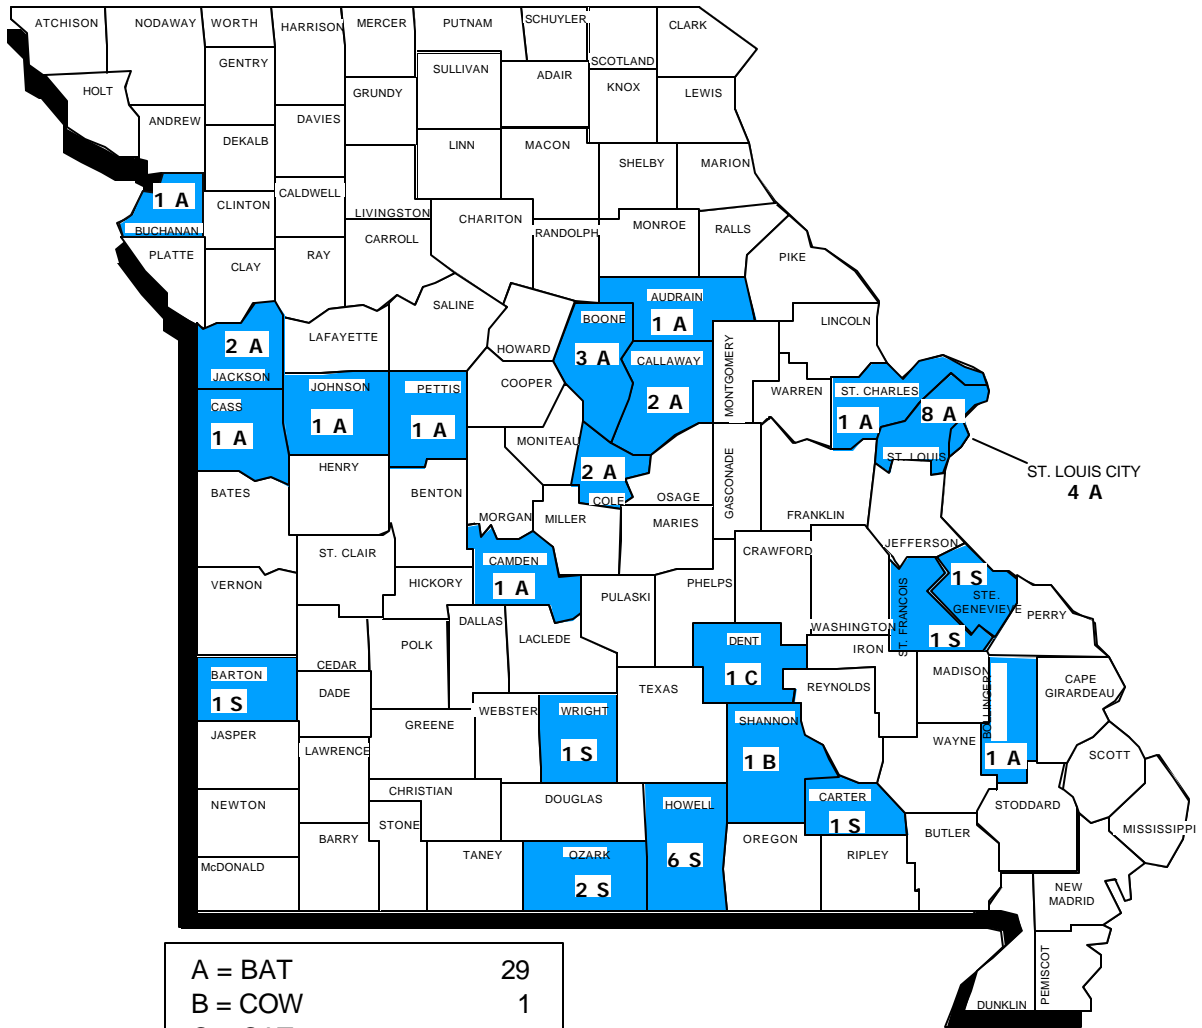 ATCHISON NODAWAY WORTH HARRISON MERCER PUTNAM SCHUYLER CLARK
SCOTLAND
GENTRY SULLIVAN ADAIR
HOLT GRUNDY KNOX LEWIS
ANDREW DAVIES
DEKALB LINN MACON
SHELBY MARION
1 A
CLINTON CALDWELL LIVINGSTON CHARITON
BUCHANAN RANDOLPH MONROE RALLS
CARROLL
PLATTE CLAY RAY PIKE
SALINE AUDRAIN
1 A
BOONE
3 A
LINCOLN
LAFAYETTE
2 A
JACKSON
HOWARD
CALLAWAY
2 A
MONTGOMERY
JOHNSON
1 A
PETTIS
1 A
COOPER
WARREN
ST. CHARLES
1 A
8 A
ST. LOUIS
CASS
1 A
MONITEAU
2 A
COLE
ST. LOUIS CITY
4 A
HENRY
BATES BENTON
OSAGE
GASCONADE
MORGAN MILLER MARIES FRANKLIN
ST. CLAIR
CAMDEN
1 A
CRAWFORD
JEFFERSON
VERNON HICKORY PULASKI PHELPS
1 S
STE.
GENEVIEVE
ST. FRANCOIS
1 S
PERRY
DALLAS LACLEDE WASHINGTON
POLK IRON
CEDAR
DENT
1 C
BARTON
1 S
DADE TEXAS REYNOLDS MADISON
BOLLINGER
1 A
CAPE
GIRARDEAU
WEBSTER
WRIGHT
1 S
SHANNON
1 B
GREENE
JASPER LAWRENCE WAYNE SCOTT
CHRISTIAN DOUGLAS
HOWELL
6 S
CARTER
1 S
STODDARD
NEWTON STONE MISSISSIPPI
BARRY OREGON BUTLER
TANEY
OZARK
2 S
RIPLEY
McDONALD
NEW
MADRID
PEMISCOT
DUNKLIN
A = BAT 29
B = COW 1